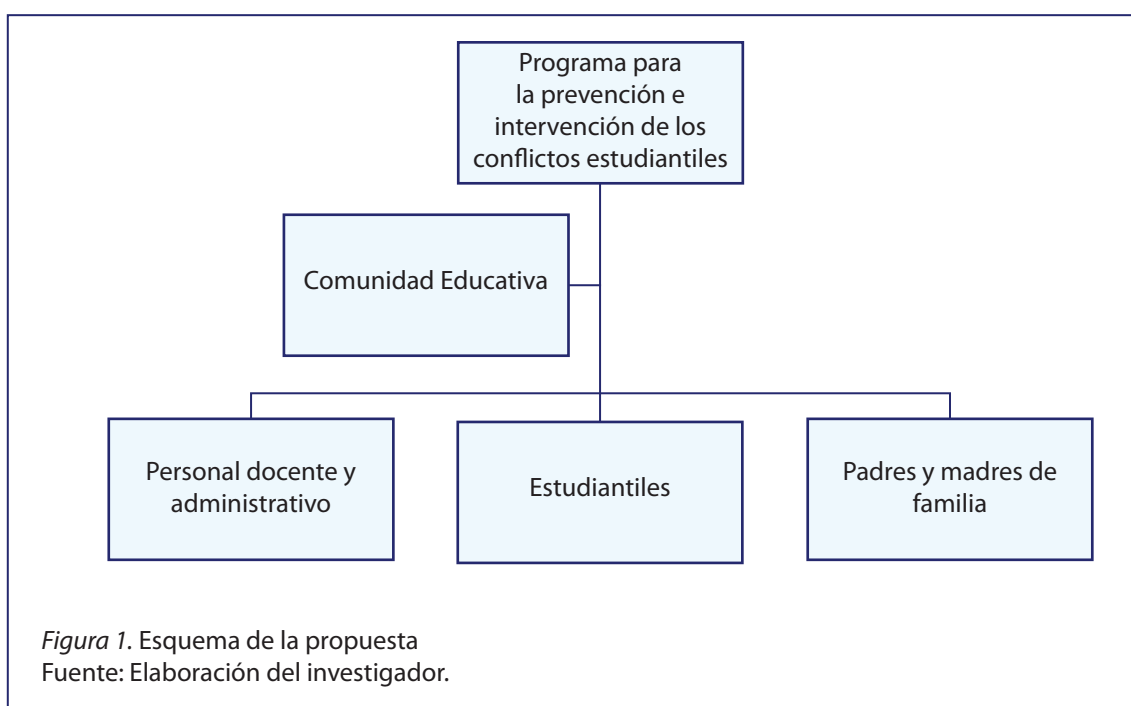 Programa para
la prevención e
intervención de los
conflictos estudiantiles
Comunidad Educativa
Personal docente y
administrativo
Estudiantiles
Padres y madres de
familia
Figura 1. Esquema de la propuesta
Fuente: Elaboración del investigador.